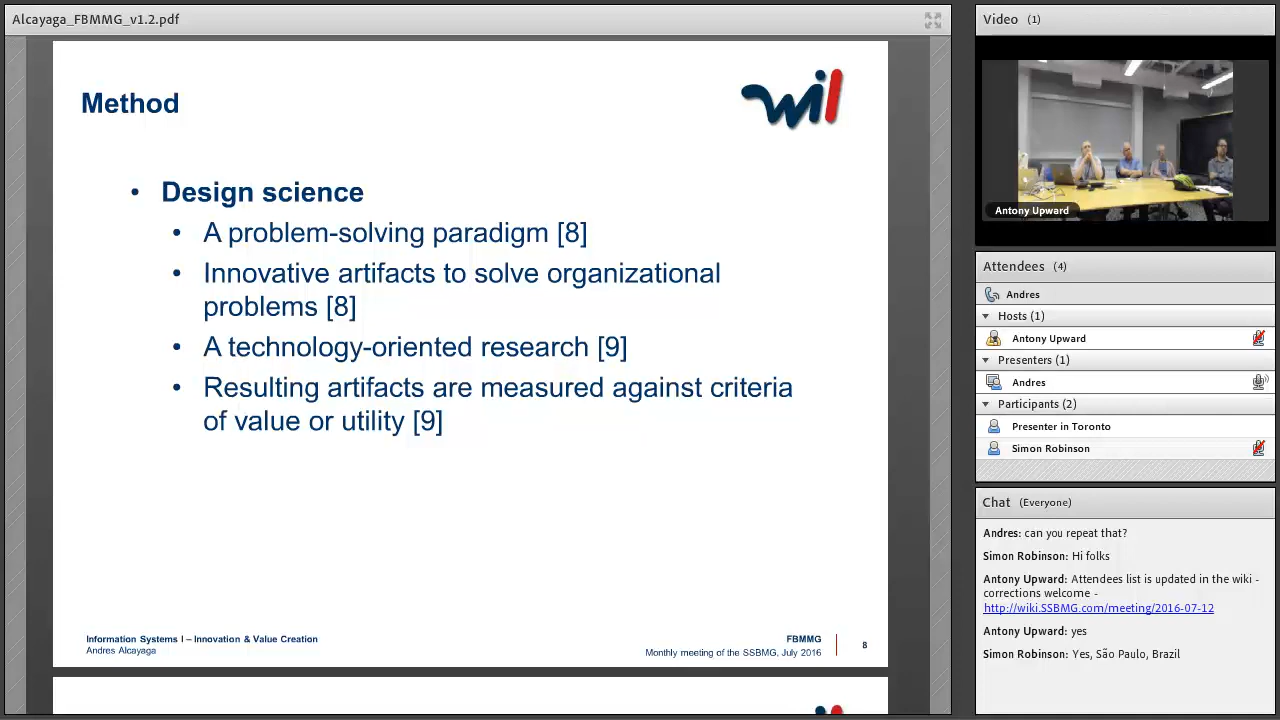 Alcayaga_FBMMG_v1.2.pdf
Method
wil
• Design science
• A problem-solving paradigm [8]
• Innovative artifacts to solve organizational
problems [8]
• A technology-oriented research [9]
• Resulting artifacts are measured against criteria
of value or utility [9]
Information Systems I – Innovation & Value Creation
Andres Alcayaga
FBMMG
Monthly meeting of the SSBMG, July 2016
8
Video (1)
Antony Upward
Attendees (4)
Andres
Hosts (1)
Antony Upward
Presenters (1)
Andres
Participants (2)
Presenter in Toronto
Simon Robinson
Chat (Everyone)
Andres: can you repeat that?
Simon Robinson: Hi folks
Antony Upward: Attendees list is updated in the wiki -
corrections welcome -
http://wiki.SSBMG.com/meeting/2016-07-12
Antony Upward: yes
Simon Robinson: Yes, São Paulo, Brazil